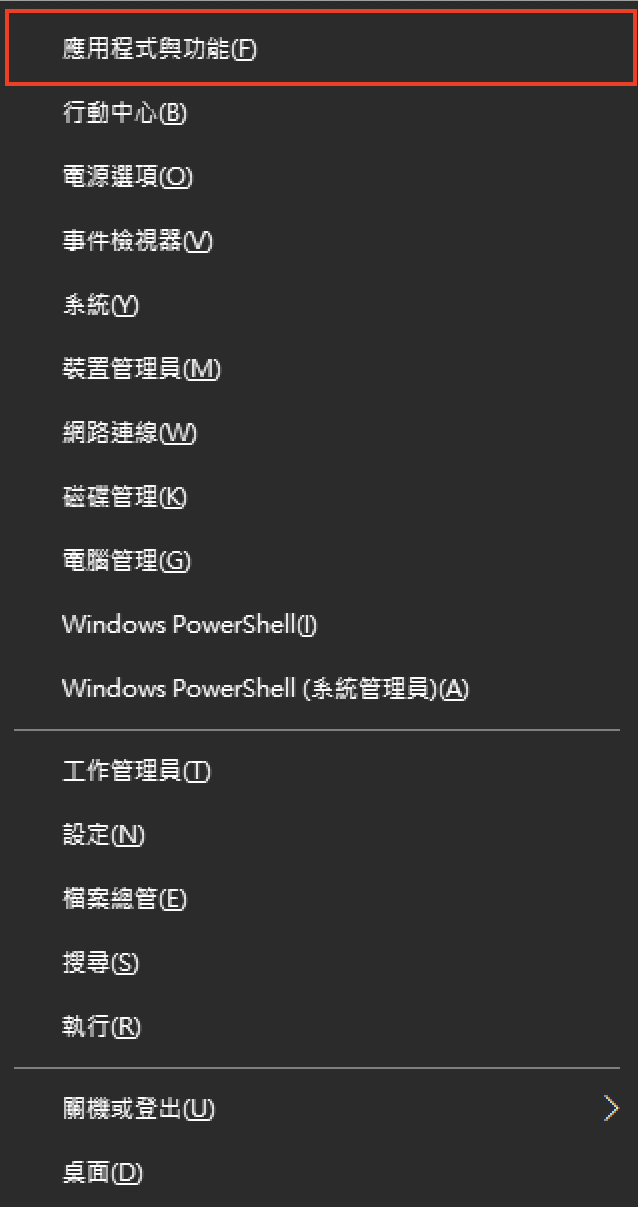 應用程式與功能(F)
行動中心(B)
電源選項(O)
事件檢視器(V)
系統(Y)
裝置管理員(M)
網路連線(W)
磁碟管理(K)
電腦管理(G)
Windows PowerShell(I)
Windows PowerShell (系統管理員)(A)
工作管理員(T)
設定(N)
檔案總管(E)
搜尋(S)
執行(R)
關機或登出(U)
桌面(D)